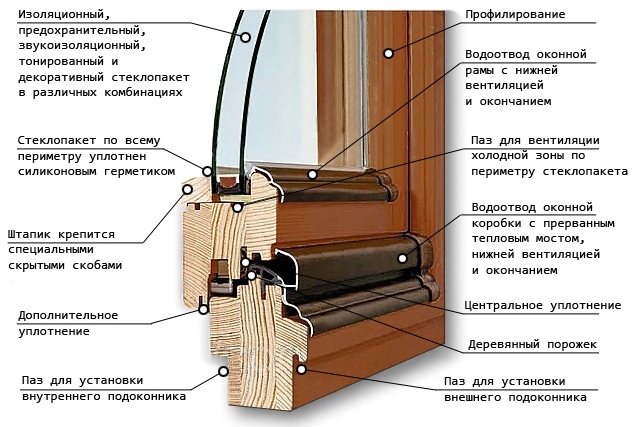 Изоляционный,
предохранительный,
звукоизоляционный,
тонированный и
декоративный стеклопакет
в различных комбинациях
Стеклопакет по всему
периметру уплотнен
силиконовым герметиком
Штапик крепится
специальными
скрытыми скобами
Дополнительное
уплотнение
Паз для установки
внутреннего подоконника
Профилирование
Водоотвод оконной
рамы с нижней
вентиляцией
и окончанием
Паз для вентиляции
холодной зоны по
периметру стеклопакета
Водоотвод оконной
коробки с прерванным
тепловым мостом,
нижней вентиляцией
и окончанием
Центральное уплотнение
Деревянный порожек
Паз для установки
внешнего подоконника